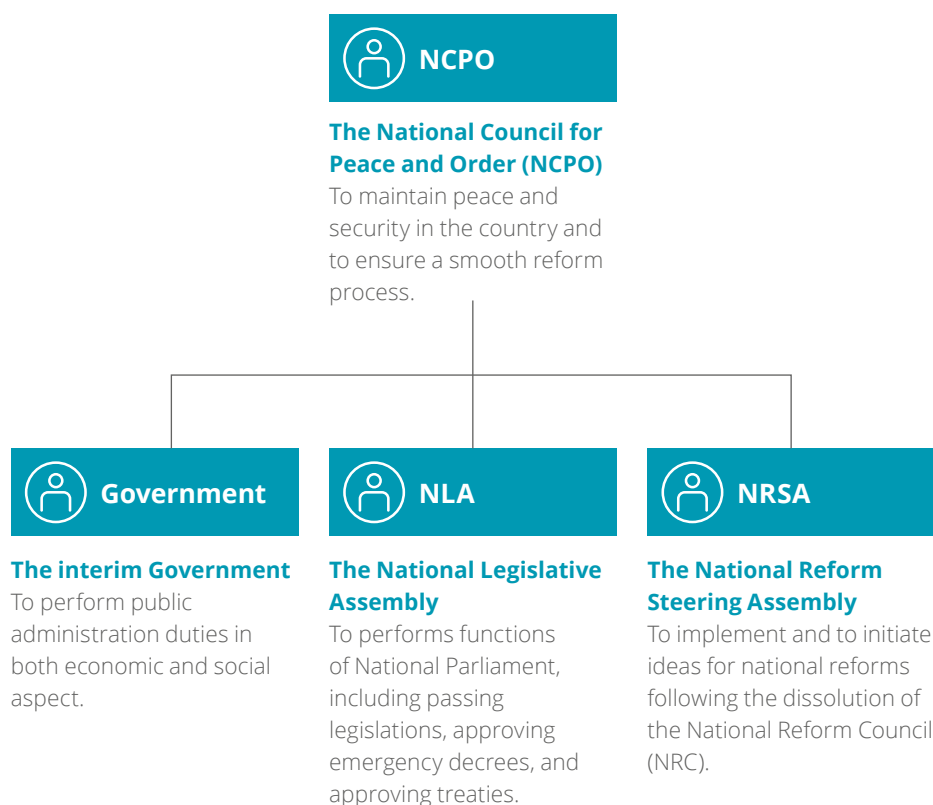 NCPO
The National Council for
Peace and Order (NCPO)
To maintain peace and
security in the country and
to ensure a smooth reform
process.
Government
The interim Government
To perform public
administration duties in
both economic and social
aspect.
NLA
The National Legislative
Assembly
To performs functions
of National Parliament,
including passing
legislations, approving
emergency decrees, and
approving treaties.
NRSA
The National Reform
Steering Assembly
To implement and to initiate
ideas for national reforms
following the dissolution of
the National Reform Council
(NRC).